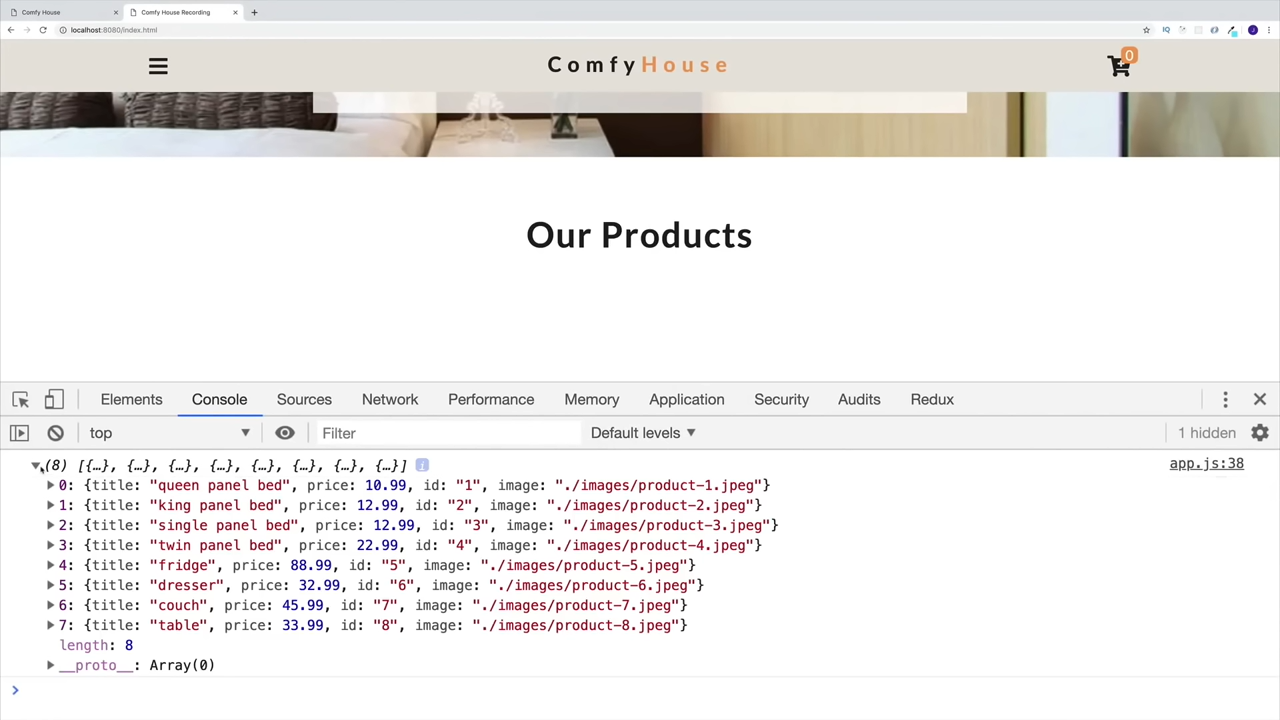 Comfy House
Comfy House Recording
localhost:8080/index.html
IQ
J
ComfyHouse
0
Our Products
Elements Console Sources Network Performance Memory Application Security Audits Redux
top Filter Default levels 1 hidden
(8) [{…}, {…}, {…}, {…}, {…}, {…}, {…}, {…}] i app.js:38
0: {title: "queen panel bed", price: 10.99, id: "1", image: "./images/product-1.jpeg"}
1: {title: "king panel bed", price: 12.99, id: "2", image: "./images/product-2.jpeg"}
2: {title: "single panel bed", price: 12.99, id: "3", image: "./images/product-3.jpeg"}
3: {title: "twin panel bed", price: 22.99, id: "4", image: "./images/product-4.jpeg"}
4: {title: "fridge", price: 88.99, id: "5", image: "./images/product-5.jpeg"}
5: {title: "dresser", price: 32.99, id: "6", image: "./images/product-6.jpeg"}
6: {title: "couch", price: 45.99, id: "7", image: "./images/product-7.jpeg"}
7: {title: "table", price: 33.99, id: "8", image: "./images/product-8.jpeg"}
length: 8
__proto__: Array(0)